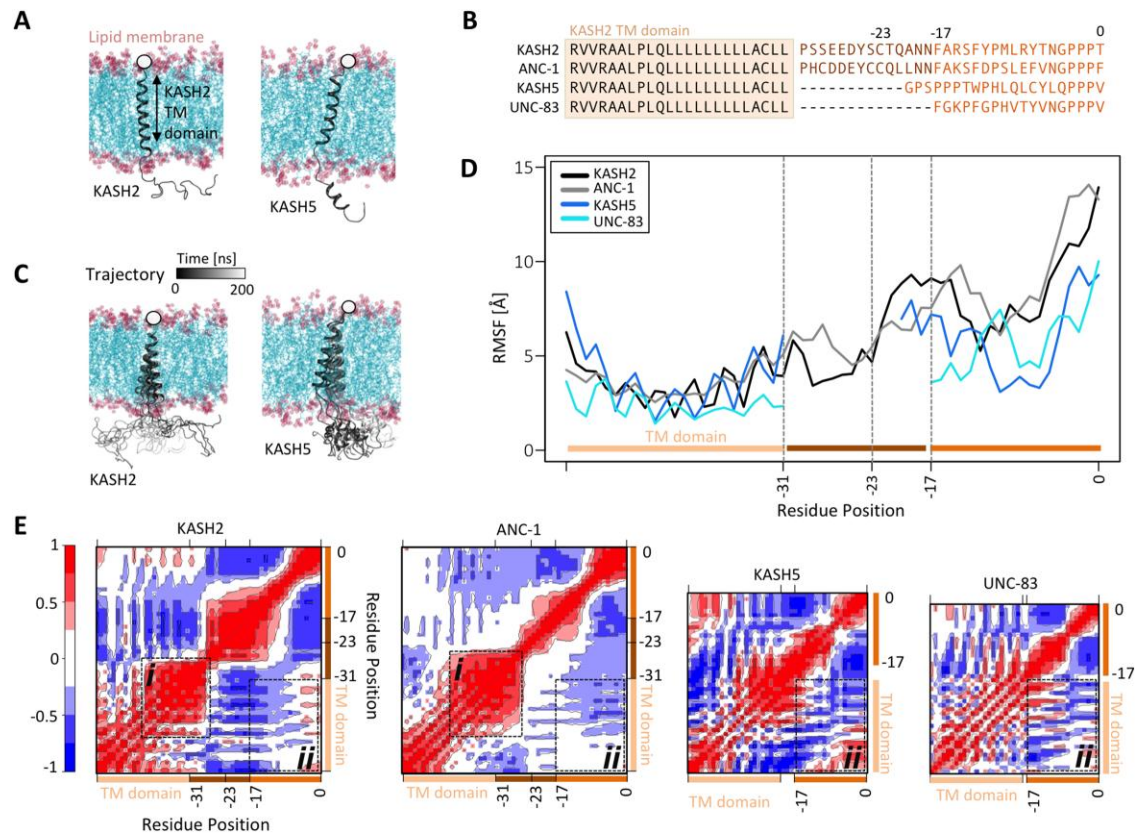 A
Lipid membrane
KASH2
TM
domain
KASH2
KASH5
B
KASH2 TM domain
-23 -17 0
KASH2 RVVRAALPLQLLLLLLLLLACLL PSSEEDYSCTQANNFARSFYPMLRYTNGPPPT
ANC-1 RVVRAALPLQLLLLLLLLLACLL PHCDDEYCCQLLNNFAKSFDPSLEFVNGPPPF
KASH5 RVVRAALPLQLLLLLLLLLACLL -----------GPSPPPTWPHLQLCYLQPPPV
UNC-83 RVVRAALPLQLLLLLLLLLACLL --------------FGKPFGPHVTYVNGPPPV
C
Trajectory
Time [ns]
0 200
KASH2
KASH5
D
KASH2
ANC-1
KASH5
UNC-83
15
10
5
0
RMSF [Å]
TM domain
-31
-23
-17
0
Residue Position
E
1
0.5
0
-0.5
-1
KASH2
i
ii
0
-17
-23
-31
TM domain
Residue Position
TM domain
-31
-23
-17
0
Residue Position
ANC-1
i
ii
0
-17
-23
-31
TM domain
TM domain
-31
-23
-17
0
KASH5
ii
0
-17
TM domain
TM domain
-17
0
UNC-83
ii
0
-17
TM domain
TM domain
-17
0